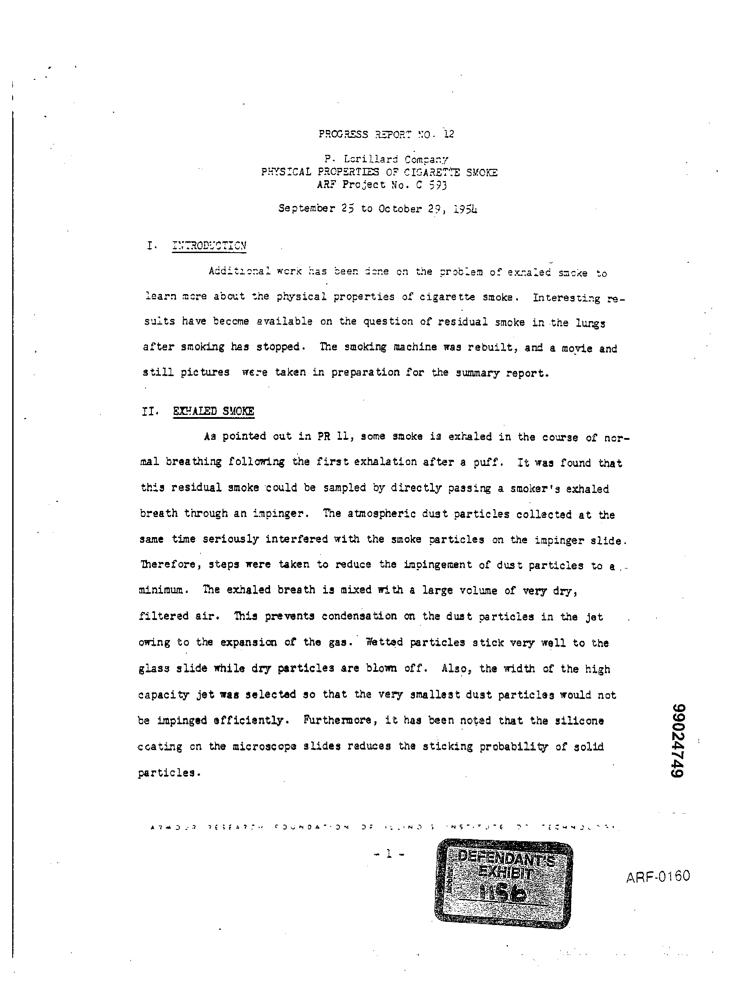 PROGRESS REPORT NO. 12
P. Lorillard Company
PHYSICAL PROPERTIES OF CIGARETTE SMOKE
ARF Project No. C 593
September 25 to October 29, 1954
I. INTRODUCTION
Additional work has been done on the problem of exhaled smoke to
learn more about the physical properties of cigarette smoke. Interesting re-
sults have become available on the question of residual smoke in the lungs
after smoking has stopped. The smoking machine was rebuilt, and a movie and
still pictures were taken in preparation for the summary report.
II. EXHALED SMOKE
As pointed out in PR 11, some smoke is exhaled in the course of nor-
mal breathing following the first exhalation after a puff. It was found that
this residual smoke could be sampled by directly passing a smoker's exhaled
breath through an impinger. The atmospheric dust particles collected at the
same time seriously interfered with the smoke particles on the impinger slide.
Therefore, steps were taken to reduce the impingement of dust particles to a
minimum. The exhaled breath is mixed with a large volume of very dry,
filtered air. This prevents condensation on the dust particles in the jet
owing to the expansion of the gas. Wetted particles stick very well to the
glass slide while dry particles are blown off. Also, the width of the high
capacity jet was selected so that the very smallest dust particles would not
be impinged efficiently. Furthermore, it has been noted that the silicone
coating on the microscope slides reduces the sticking probability of solid
particles.
99024749
ARMOUR RESEARCH FOUNDATION OF ILLINOIS INSTITUTE OF TECHNOLOGY
- 1 -
DEFENDANT'S
EXHIBIT
1156
ARF-0160